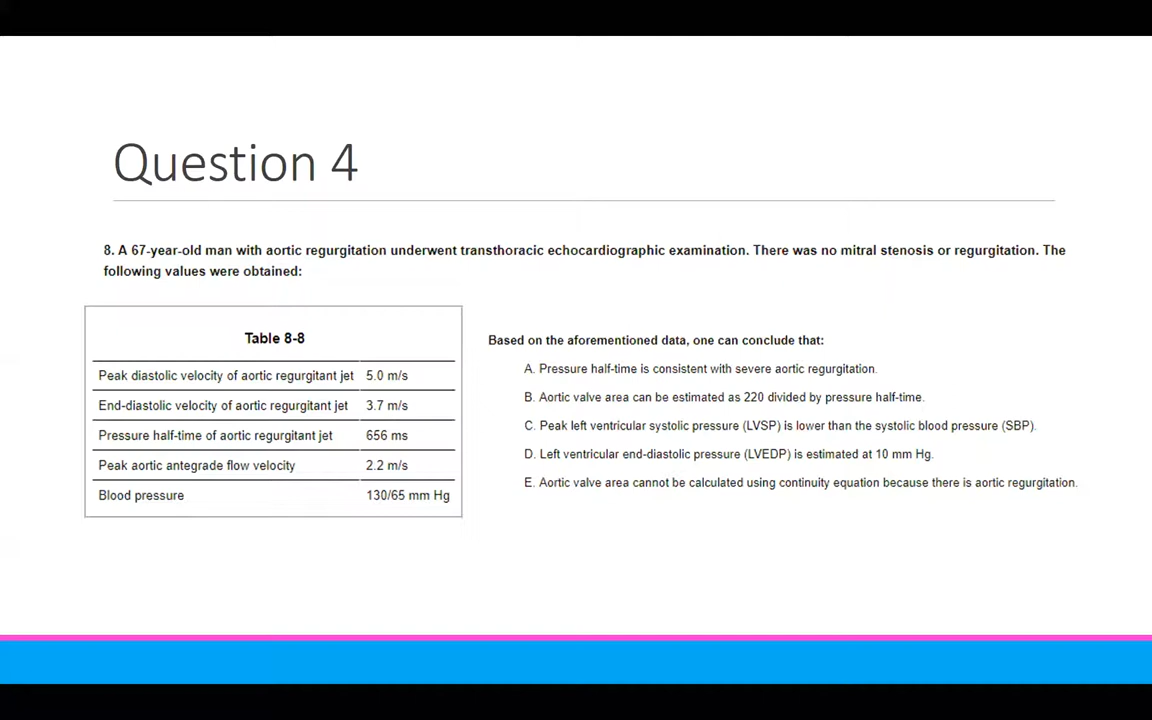 Question 4
8. A 67-year-old man with aortic regurgitation underwent transthoracic echocardiographic examination. There was no mitral stenosis or regurgitation. The
following values were obtained:
Table 8-8
Peak diastolic velocity of aortic regurgitant jet 5.0 m/s
End-diastolic velocity of aortic regurgitant jet 3.7 m/s
Pressure half-time of aortic regurgitant jet 656 ms
Peak aortic antegrade flow velocity 2.2 m/s
Blood pressure 130/65 mm Hg
Based on the aforementioned data, one can conclude that:
A. Pressure half-time is consistent with severe aortic regurgitation.
B. Aortic valve area can be estimated as 220 divided by pressure half-time.
C. Peak left ventricular systolic pressure (LVSP) is lower than the systolic blood pressure (SBP).
D. Left ventricular end-diastolic pressure (LVEDP) is estimated at 10 mm Hg.
E. Aortic valve area cannot be calculated using continuity equation because there is aortic regurgitation.